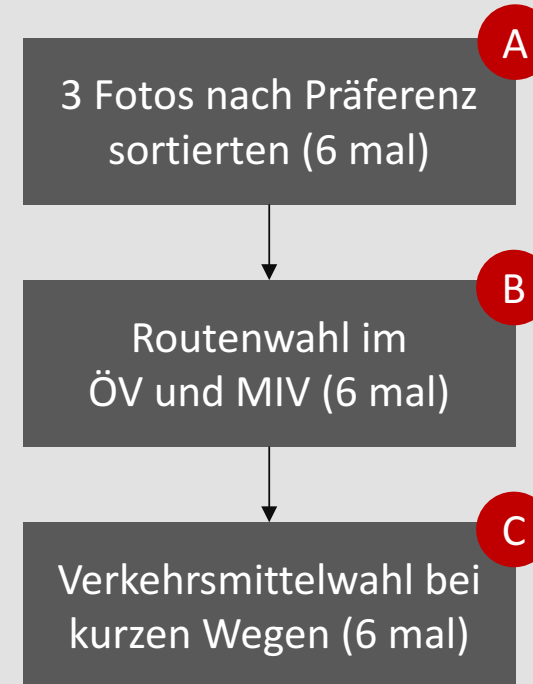 A
3 Fotos nach Präferenz
sortierten (6 mal)
B
Routenwahl im
ÖV und MIV (6 mal)
C
Verkehrsmittelwahl bei
kurzen Wegen (6 mal)